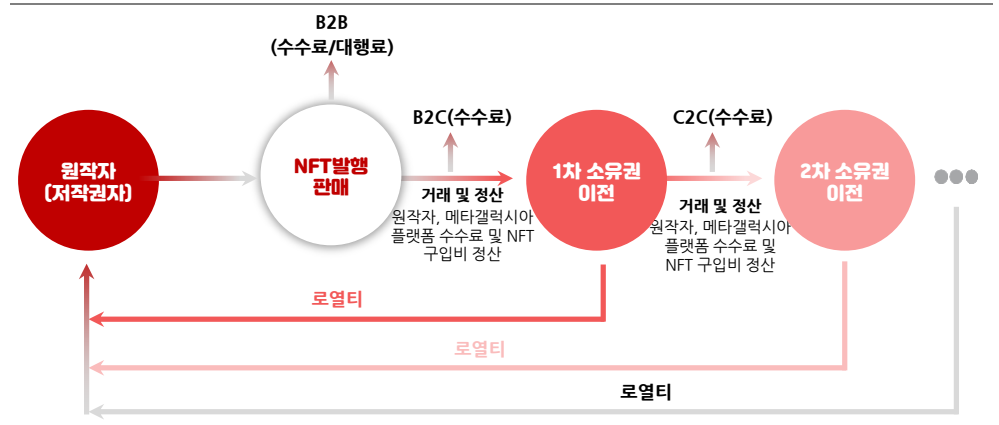 B2B
(수수료/대행료)
B2C(수수료)
C2C(수수료)
원작자
(저작권자)
NFT발행
판매
거래 및 정산
원작자, 메타갤럭시아
플랫폼 수수료 및 NFT
구입비 정산
1차 소유권
이전
거래 및 정산
원작자, 메타갤럭시아
플랫폼 수수료 및
NFT 구입비 정산
2차 소유권
이전
로열티
로열티
로열티